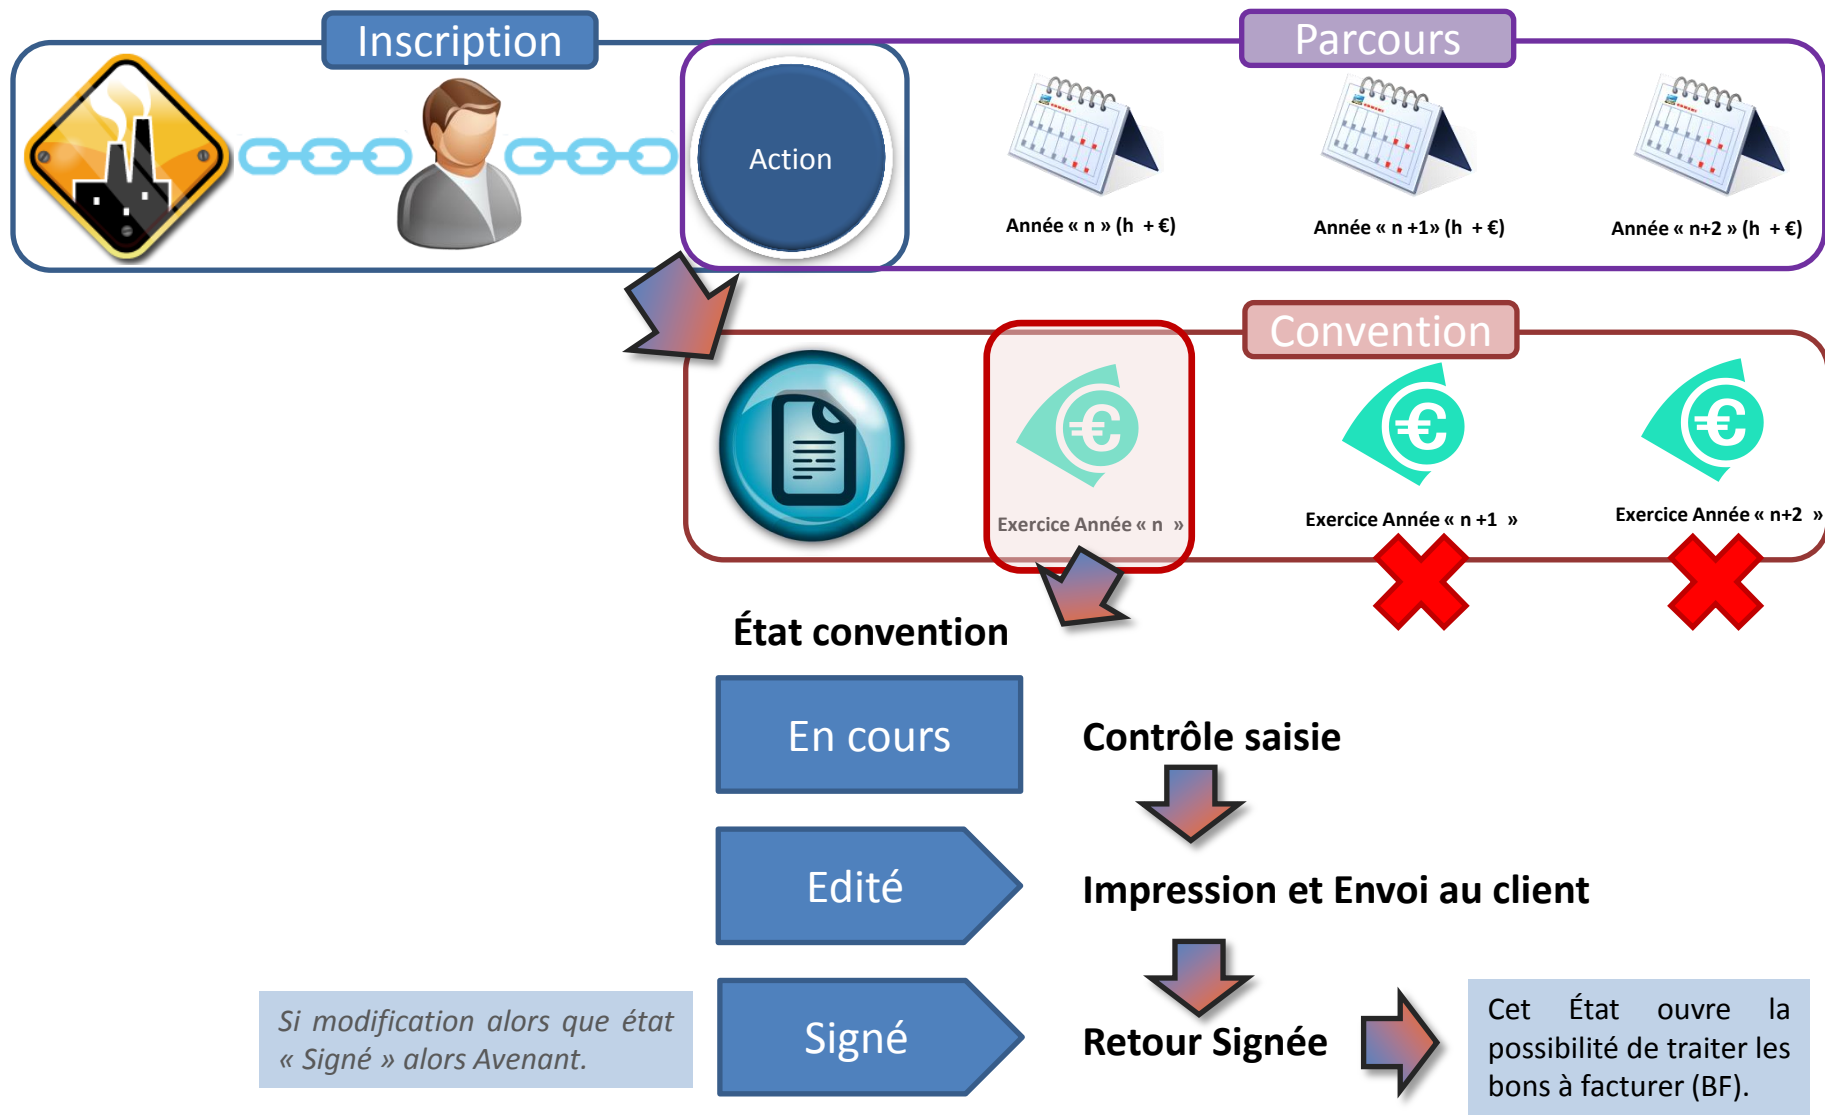 Inscription
Parcours
Action
Année « n » (h + €)
Année « n +1» (h + €)
Année « n+2 » (h + €)
Convention
Exercice Année « n »
Exercice Année « n +1 »
Exercice Année « n+2 »
État convention
En cours
Contrôle saisie
Edité
Impression et Envoi au client
Signé
Retour Signée
Si modification alors que état
« Signé » alors Avenant.
Cet État ouvre la
possibilité de traiter les
bons à facturer (BF).